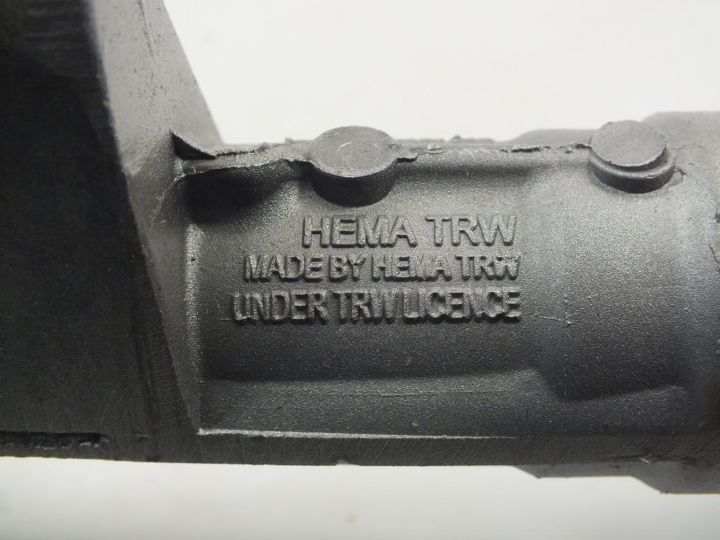 HEMA TRW
MADE BY HEMA TRW
UNDER TRW LICENCE